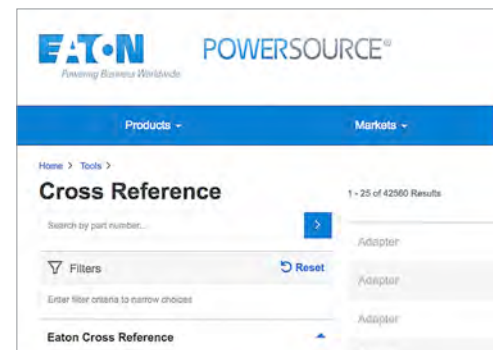 EATON
Powering Business Worldwide
POWERSOURCE®
Products
Markets
Home > Tools >
Cross Reference
1 - 25 of 42560 Results
Search by part number...
Adapter
Filters
Reset
Adapter
Enter filter criteria to narrow choices
Adapter
Eaton Cross Reference